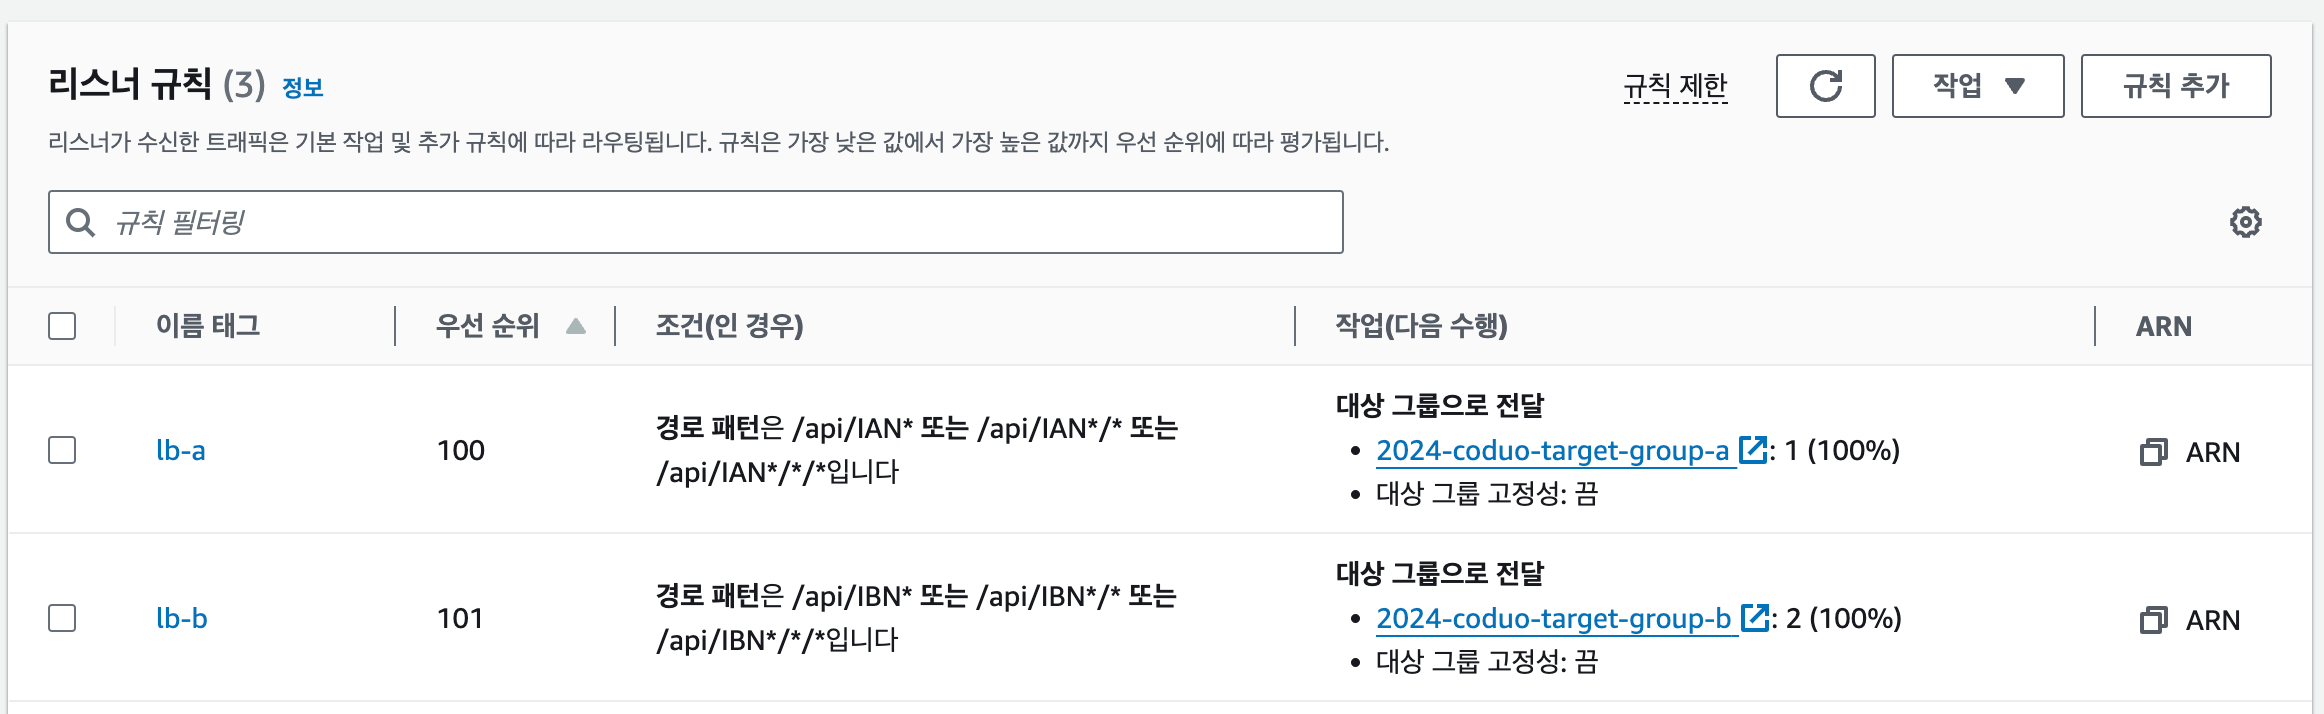 리스너 규칙 (3) 정보
규칙 제한
작업
규칙 추가
리스너가 수신한 트래픽은 기본 작업 및 추가 규칙에 따라 라우팅됩니다. 규칙은 가장 낮은 값에서 가장 높은 값까지 우선 순위에 따라 평가됩니다.
규칙 필터링
이름 태그
우선 순위
조건(인 경우)
작업(다음 수행)
ARN
lb-a
100
경로 패턴은 /api/IAN* 또는 /api/IAN*/* 또는
/api/IAN*/*/*입니다
대상 그룹으로 전달
• 2024-coduo-target-group-a: 1 (100%)
• 대상 그룹 고정성: 끔
ARN
lb-b
101
경로 패턴은 /api/IBN* 또는 /api/IBN*/* 또는
/api/IBN*/*/*입니다
대상 그룹으로 전달
• 2024-coduo-target-group-b: 2 (100%)
• 대상 그룹 고정성: 끔
ARN